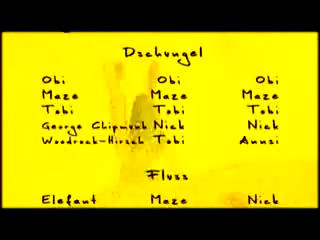 Dschungel
Obi Obi Obi
Maze Maze Maze
Tobi Tobi Tobi
George Chipmunk Nick Nick
Woodrock-Hirsch Tobi Annsi
Fluss
Elefant Maze Nick